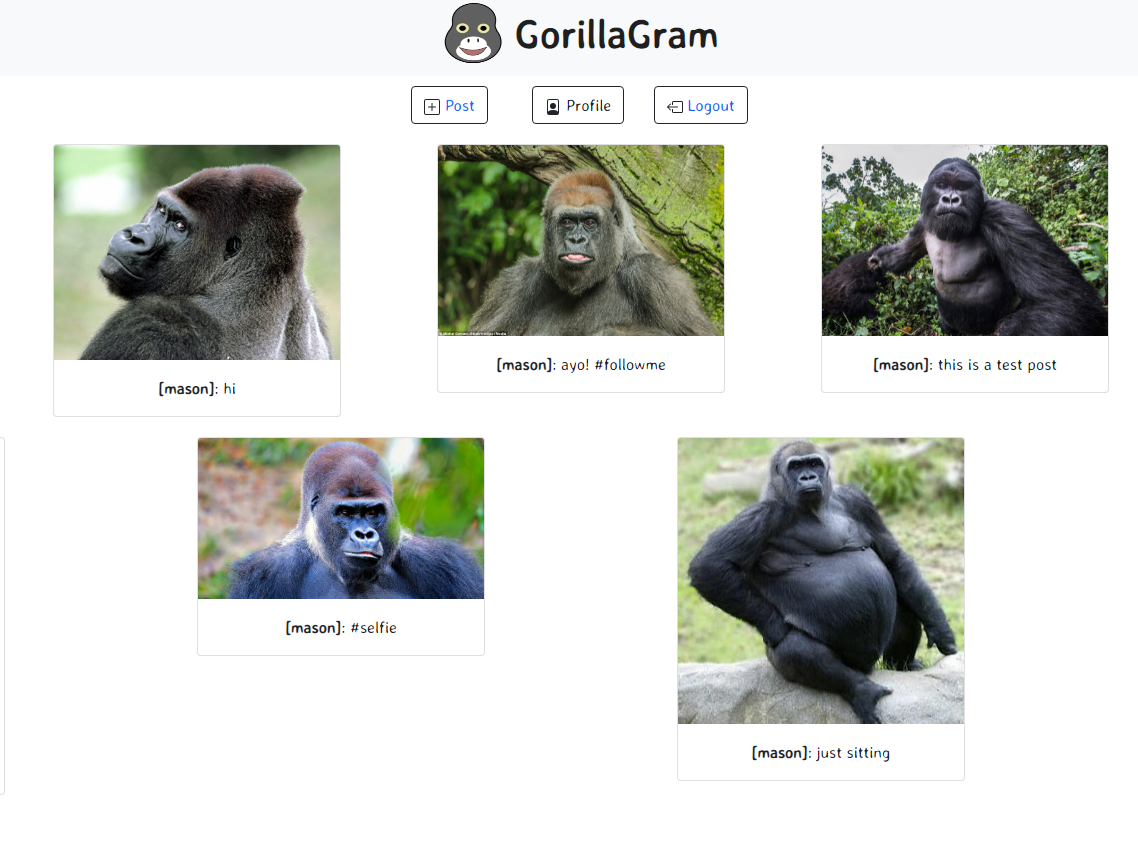 GorillaGram
Post
Profile
Logout
[mason]: hi
[mason]: ayo! #followme
[mason]: this is a test post
[mason]: #selfie
[mason]: just sitting